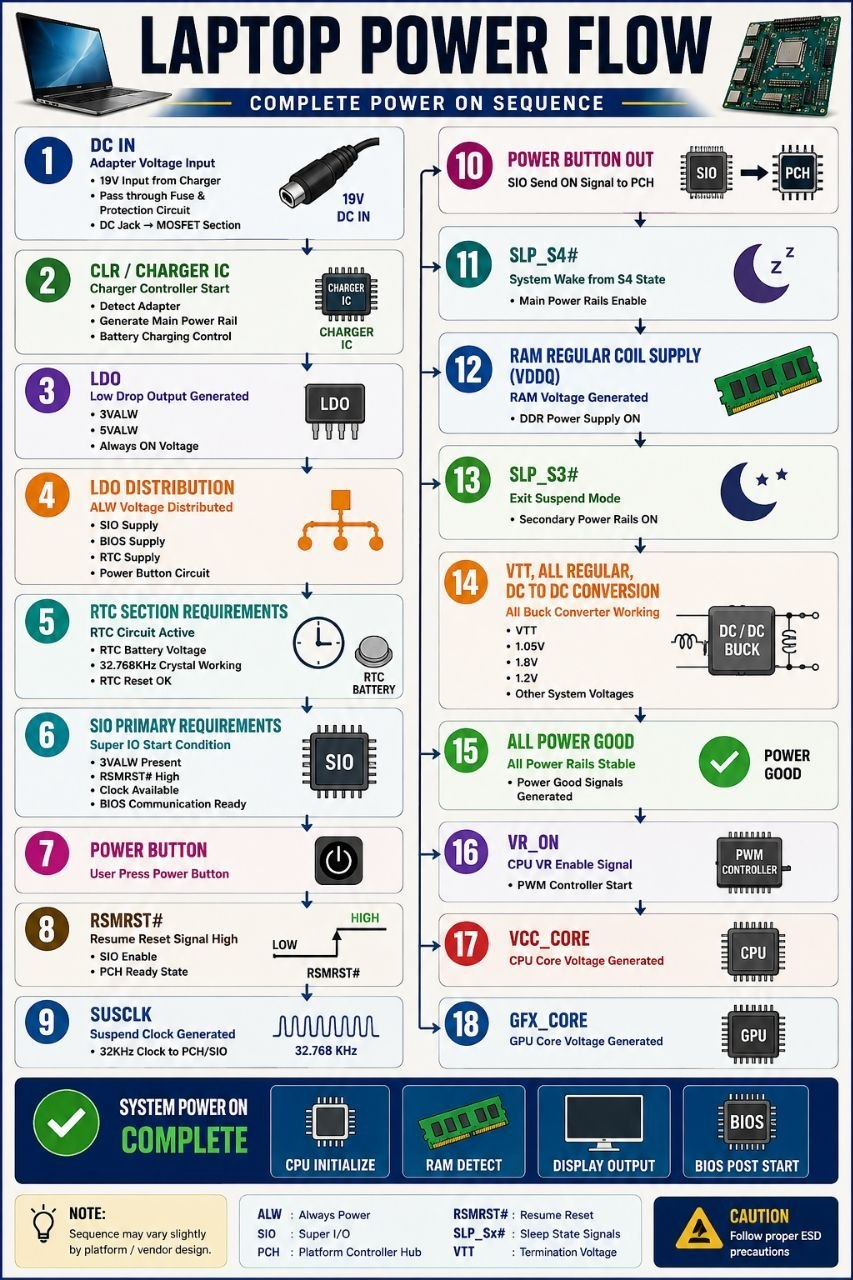 LAPTOP POWER FLOW
COMPLETE POWER ON SEQUENCE
1
DC IN
Adapter Voltage Input
• 19V Input from Charger
• Pass through Fuse &
Protection Circuit
• DC Jack → MOSFET Section
19V
DC IN
2
CLR / CHARGER IC
Charger Controller Start
• Detect Adapter
• Generate Main Power Rail
• Battery Charging Control
CHARGER
IC
CHARGER
IC
3
LDO
Low Drop Output Generated
• 3VALW
• 5VALW
• Always ON Voltage
LDO
4
LDO DISTRIBUTION
ALW Voltage Distributed
• SIO Supply
• BIOS Supply
• RTC Supply
• Power Button Circuit
5
RTC SECTION REQUIREMENTS
RTC Circuit Active
• RTC Battery Voltage
• 32.768KHz Crystal Working
• RTC Reset OK
RTC
BATTERY
6
SIO PRIMARY REQUIREMENTS
Super IO Start Condition
• 3VALW Present
• RSMRST# High
• Clock Available
• BIOS Communication Ready
SIO
7
POWER BUTTON
User Press Power Button
8
RSMRST#
Resume Reset Signal High
• SIO Enable
• PCH Ready State
LOW
HIGH
RSMRST#
9
SUSCLK
Suspend Clock Generated
• 32KHz Clock to PCH/SIO
32.768 KHz
10
POWER BUTTON OUT
SIO Send ON Signal to PCH
SIO
PCH
11
SLP_S4#
System Wake from S4 State
• Main Power Rails Enable
Z z
12
RAM REGULAR COIL SUPPLY
(VDDQ)
RAM Voltage Generated
• DDR Power Supply ON
13
SLP_S3#
Exit Suspend Mode
• Secondary Power Rails ON
14
VTT, ALL REGULAR,
DC TO DC CONVERSION
All Buck Converter Working
• VTT
• 1.05V
• 1.8V
• 1.2V
• Other System Voltages
DC / DC
BUCK
15
ALL POWER GOOD
All Power Rails Stable
• Power Good Signals
Generated
POWER
GOOD
16
VR_ON
CPU VR Enable Signal
• PWM Controller Start
PWM
CONTROLLER
17
VCC_CORE
CPU Core Voltage Generated
CPU
18
GFX_CORE
GPU Core Voltage Generated
GPU
SYSTEM POWER ON
COMPLETE
CPU INITIALIZE
RAM DETECT
DISPLAY OUTPUT
BIOS
BIOS POST START
NOTE:
Sequence may vary slightly
by platform / vendor design.
ALW : Always Power
SIO : Super I/O
PCH : Platform Controller Hub
RSMRST# : Resume Reset
SLP_Sx# : Sleep State Signals
VTT : Termination Voltage
CAUTION
Follow proper ESD
precautions